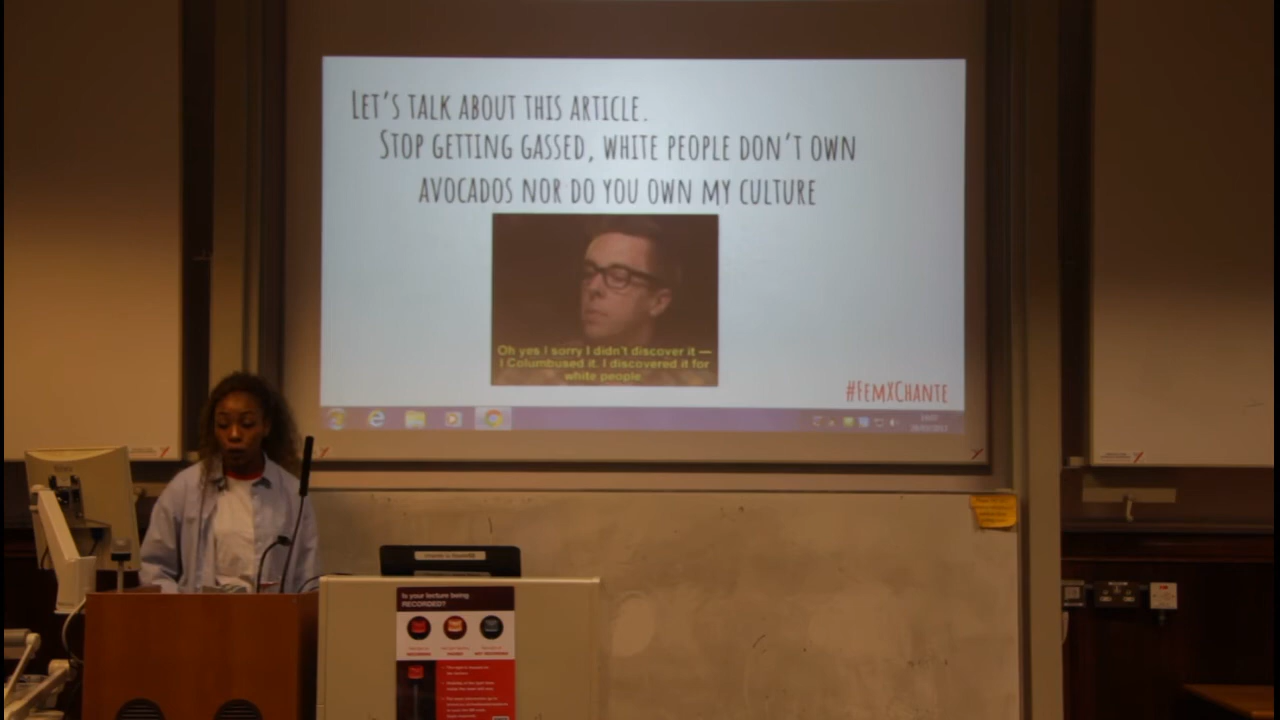 LET'S TALK ABOUT THIS ARTICLE.
STOP GETTING GASSED, WHITE PEOPLE DON'T OWN
AVOCADOS NOR DO YOU OWN MY CULTURE
Oh yes I sorry I didn't discover it —
I Columbused it. I discovered it for
white people.
#FEMXCHANTE
Is your lecture being
RECORDED?